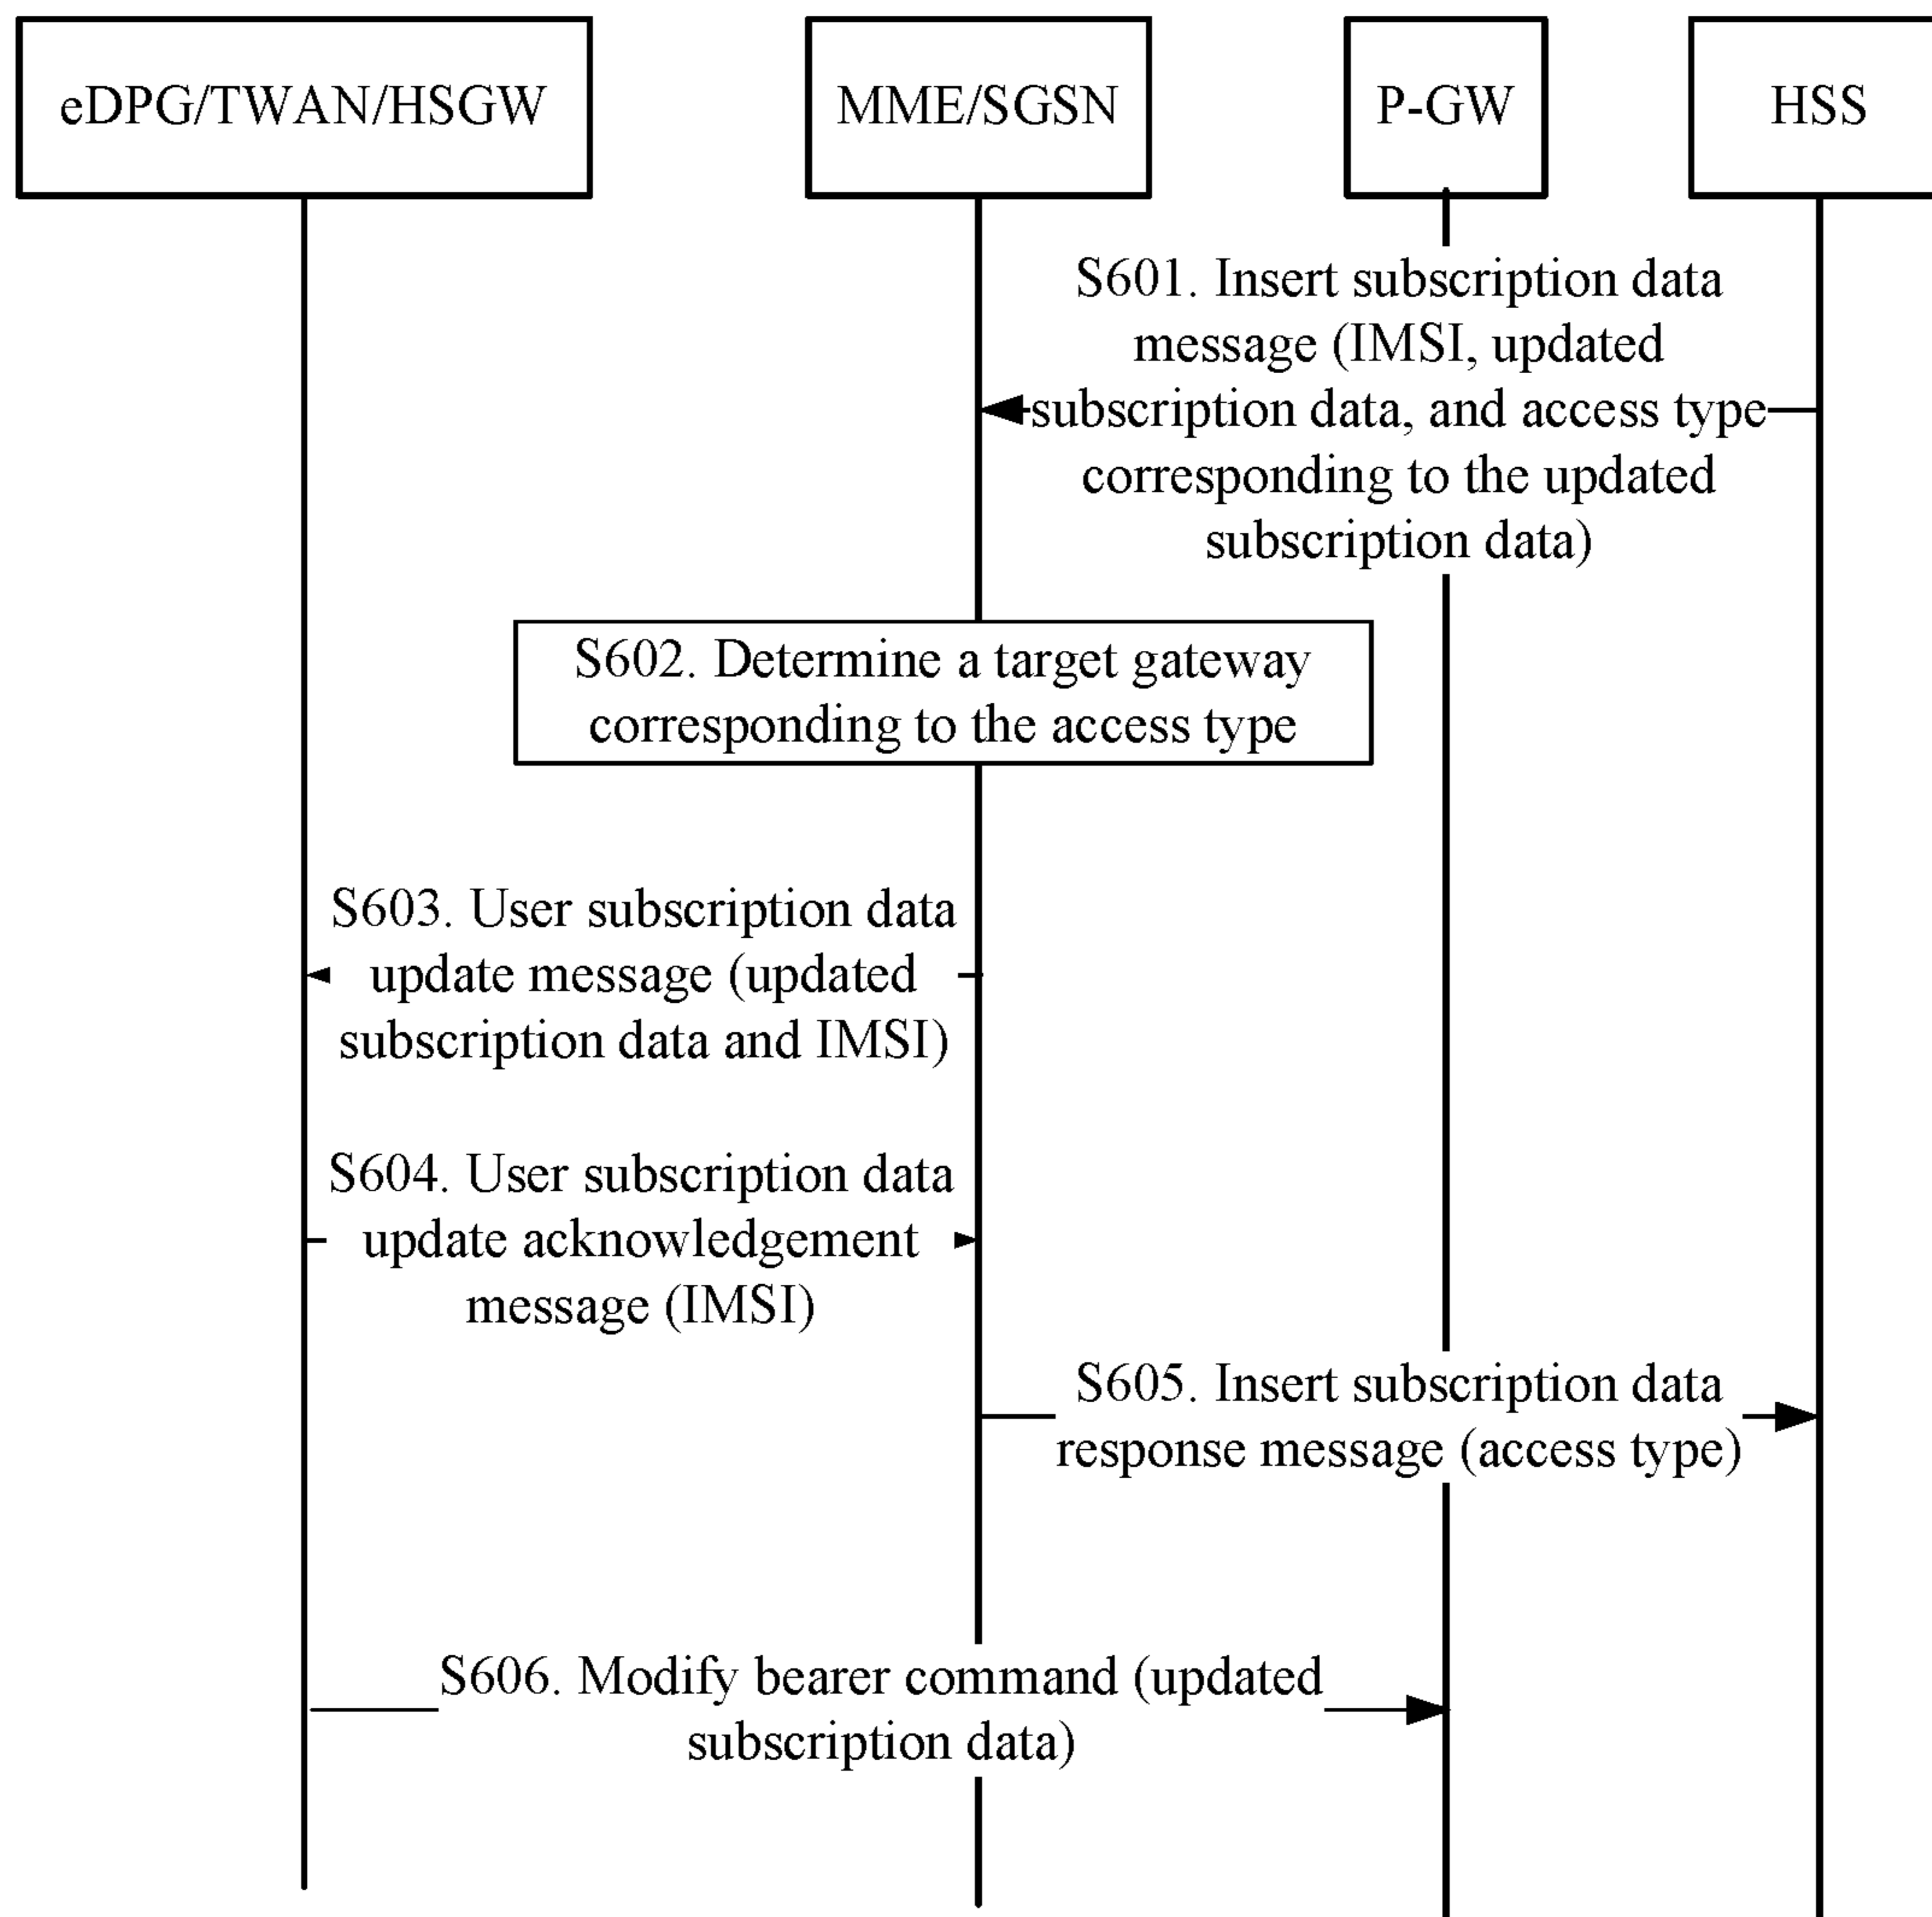 eDPG/TWAN/HSGW
MME/SGSN
P-GW
HSS
S601. Insert subscription data
message (IMSI, updated
subscription data, and access type
corresponding to the updated
subscription data)
S602. Determine a target gateway
corresponding to the access type
S603. User subscription data
update message (updated
subscription data and IMSI)
S604. User subscription data
update acknowledgement
message (IMSI)
S605. Insert subscription data
response message (access type)
S606. Modify bearer command (updated
subscription data)